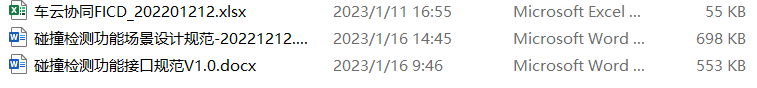 车云协同FICD_202201212.xlsx 2023/1/11 16:55 Microsoft Excel ... 55 KB
碰撞检测功能场景设计规范-20221212.... 2023/1/16 14:45 Microsoft Word ... 698 KB
碰撞检测功能接口规范V1.0.docx 2023/1/16 9:46 Microsoft Word ... 553 KB